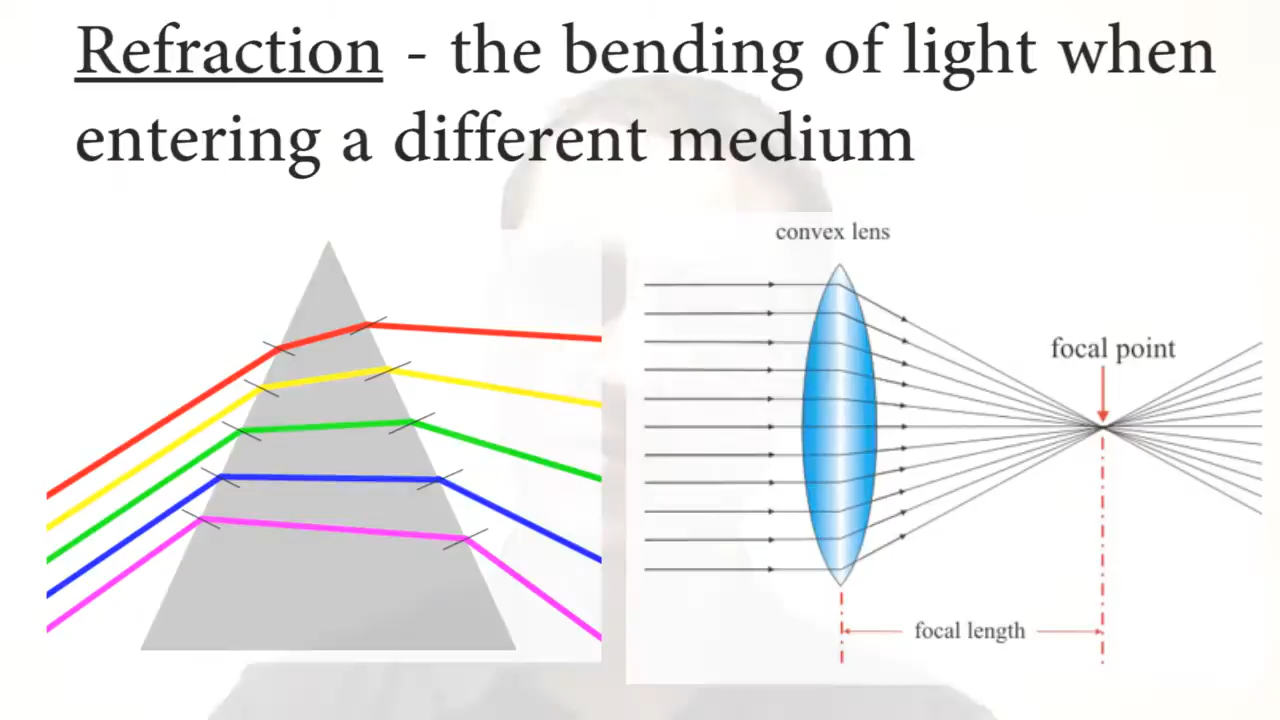 Refraction - the bending of light when
entering a different medium
convex lens
focal point
focal length